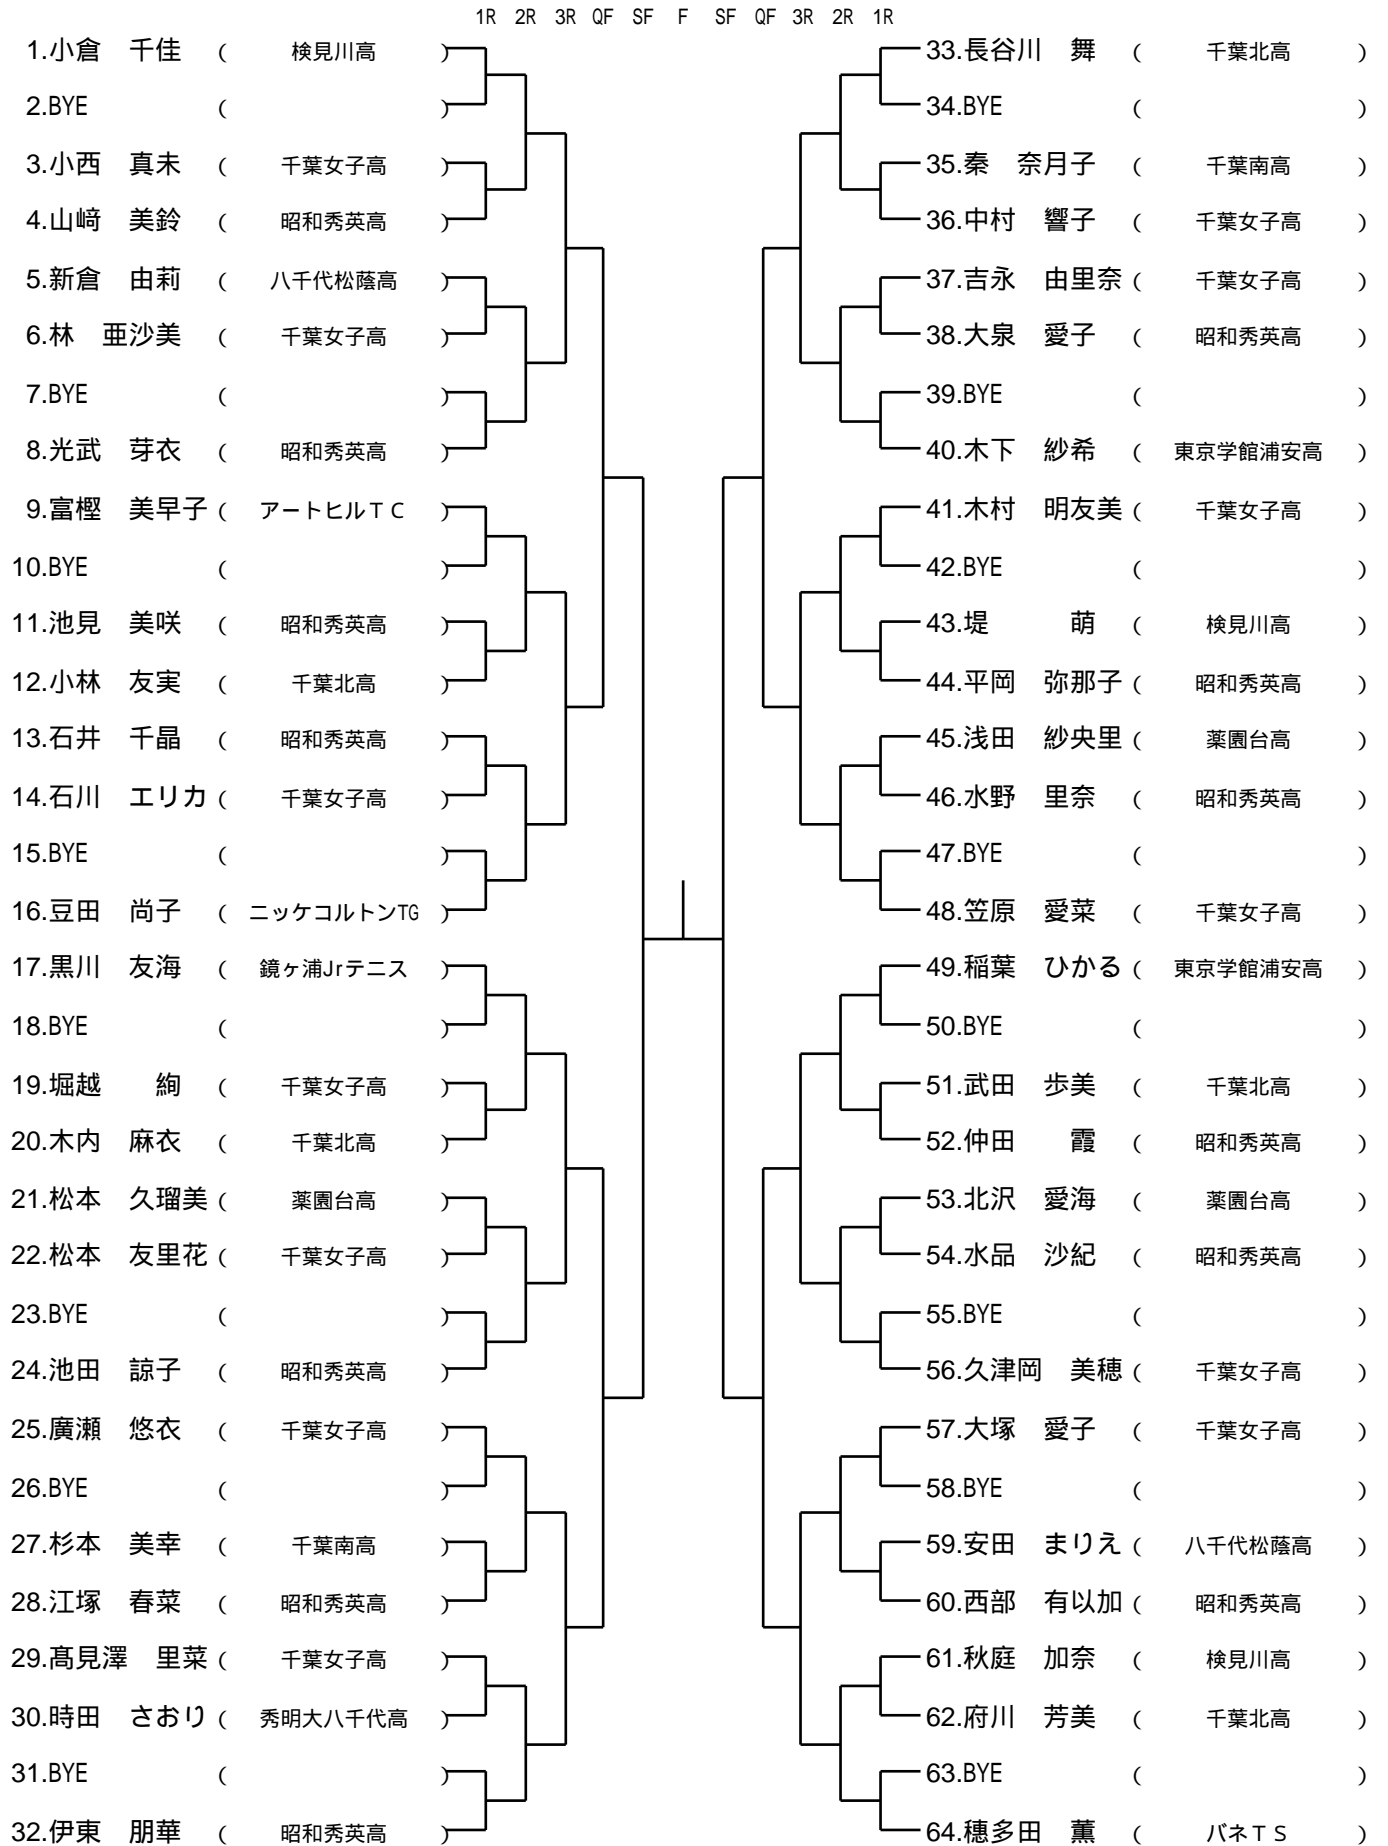 1R 2R 3R QF SF F SF QF 3R 2R 1R
1.小倉　千佳 ( 検見川高 )
2.BYE ( )
3.小西　真未 ( 千葉女子高 )
4.山﨑　美鈴 ( 昭和秀英高 )
5.新倉　由莉 ( 八千代松蔭高 )
6.林　亜沙美 ( 千葉女子高 )
7.BYE ( )
8.光武　芽衣 ( 昭和秀英高 )
9.富樫　美早子 ( アートヒルＴＣ )
10.BYE ( )
11.池見　美咲 ( 昭和秀英高 )
12.小林　友実 ( 千葉北高 )
13.石井　千晶 ( 昭和秀英高 )
14.石川　エリカ ( 千葉女子高 )
15.BYE ( )
16.豆田　尚子 ( ニッケコルトンTG )
17.黒川　友海 ( 鏡ヶ浦Jrテニス )
18.BYE ( )
19.堀越　　絢 ( 千葉女子高 )
20.木内　麻衣 ( 千葉北高 )
21.松本　久瑠美 ( 薬園台高 )
22.松本　友里花 ( 千葉女子高 )
23.BYE ( )
24.池田　諒子 ( 昭和秀英高 )
25.廣瀬　悠衣 ( 千葉女子高 )
26.BYE ( )
27.杉本　美幸 ( 千葉南高 )
28.江塚　春菜 ( 昭和秀英高 )
29.髙見澤　里菜 ( 千葉女子高 )
30.時田　さおり ( 秀明大八千代高 )
31.BYE ( )
32.伊東　朋華 ( 昭和秀英高 )
33.長谷川　舞 ( 千葉北高 )
34.BYE ( )
35.秦　奈月子 ( 千葉南高 )
36.中村　響子 ( 千葉女子高 )
37.吉永　由里奈 ( 千葉女子高 )
38.大泉　愛子 ( 昭和秀英高 )
39.BYE ( )
40.木下　紗希 ( 東京学館浦安高 )
41.木村　明友美 ( 千葉女子高 )
42.BYE ( )
43.堤　　萌 ( 検見川高 )
44.平岡　弥那子 ( 昭和秀英高 )
45.浅田　紗央里 ( 薬園台高 )
46.水野　里奈 ( 昭和秀英高 )
47.BYE ( )
48.笠原　愛菜 ( 千葉女子高 )
49.稲葉　ひかる ( 東京学館浦安高 )
50.BYE ( )
51.武田　歩美 ( 千葉北高 )
52.仲田　　霞 ( 昭和秀英高 )
53.北沢　愛海 ( 薬園台高 )
54.水品　沙紀 ( 昭和秀英高 )
55.BYE ( )
56.久津岡　美穂 ( 千葉女子高 )
57.大塚　愛子 ( 千葉女子高 )
58.BYE ( )
59.安田　まりえ ( 八千代松蔭高 )
60.西部　有以加 ( 昭和秀英高 )
61.秋庭　加奈 ( 検見川高 )
62.府川　芳美 ( 千葉北高 )
63.BYE ( )
64.穂多田　薫 ( バネＴＳ )